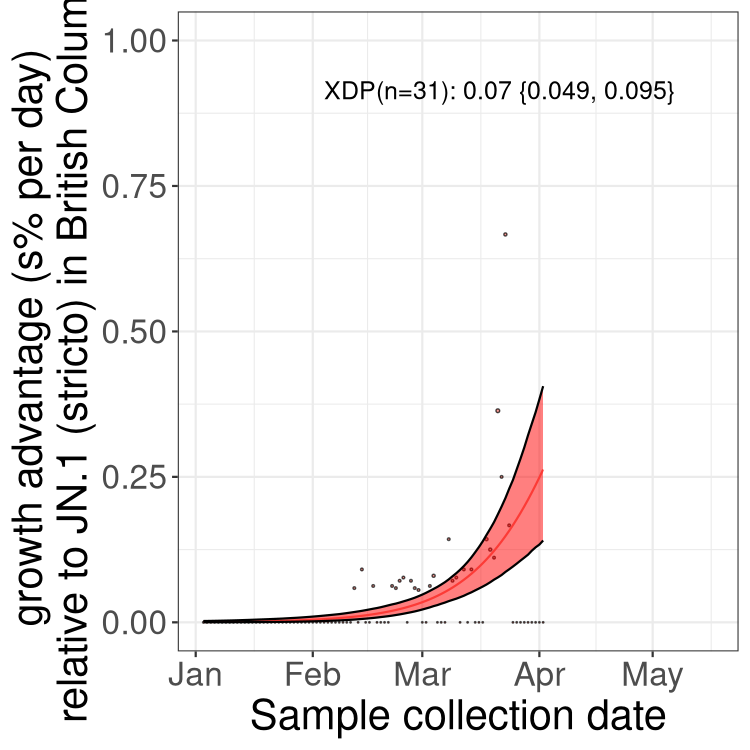 growth advantage (s% per day)
relative to JN.1 (stricto) in British Colum
1.00
0.75
0.50
0.25
0.00
XDP(n=31): 0.07 {0.049, 0.095}
Jan Feb Mar Apr May
Sample collection date